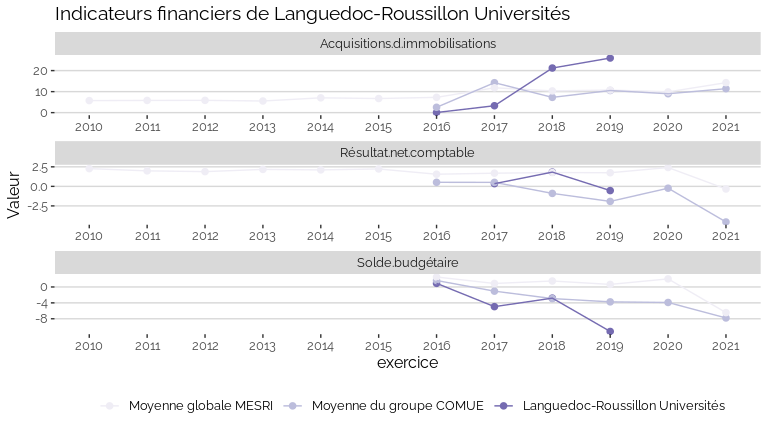 Indicateurs financiers de Languedoc-Roussillon Universités
Acquisitions.d.immobilisations
20
10
0
2010 2011 2012 2013 2014 2015 2016 2017 2018 2019 2020 2021
Résultat.net.comptable
2.5
0.0
-2.5
2010 2011 2012 2013 2014 2015 2016 2017 2018 2019 2020 2021
Solde.budgétaire
0
-4
-8
2010 2011 2012 2013 2014 2015 2016 2017 2018 2019 2020 2021
Valeur
exercice
Moyenne globale MESRI Moyenne du groupe COMUE Languedoc-Roussillon Universités